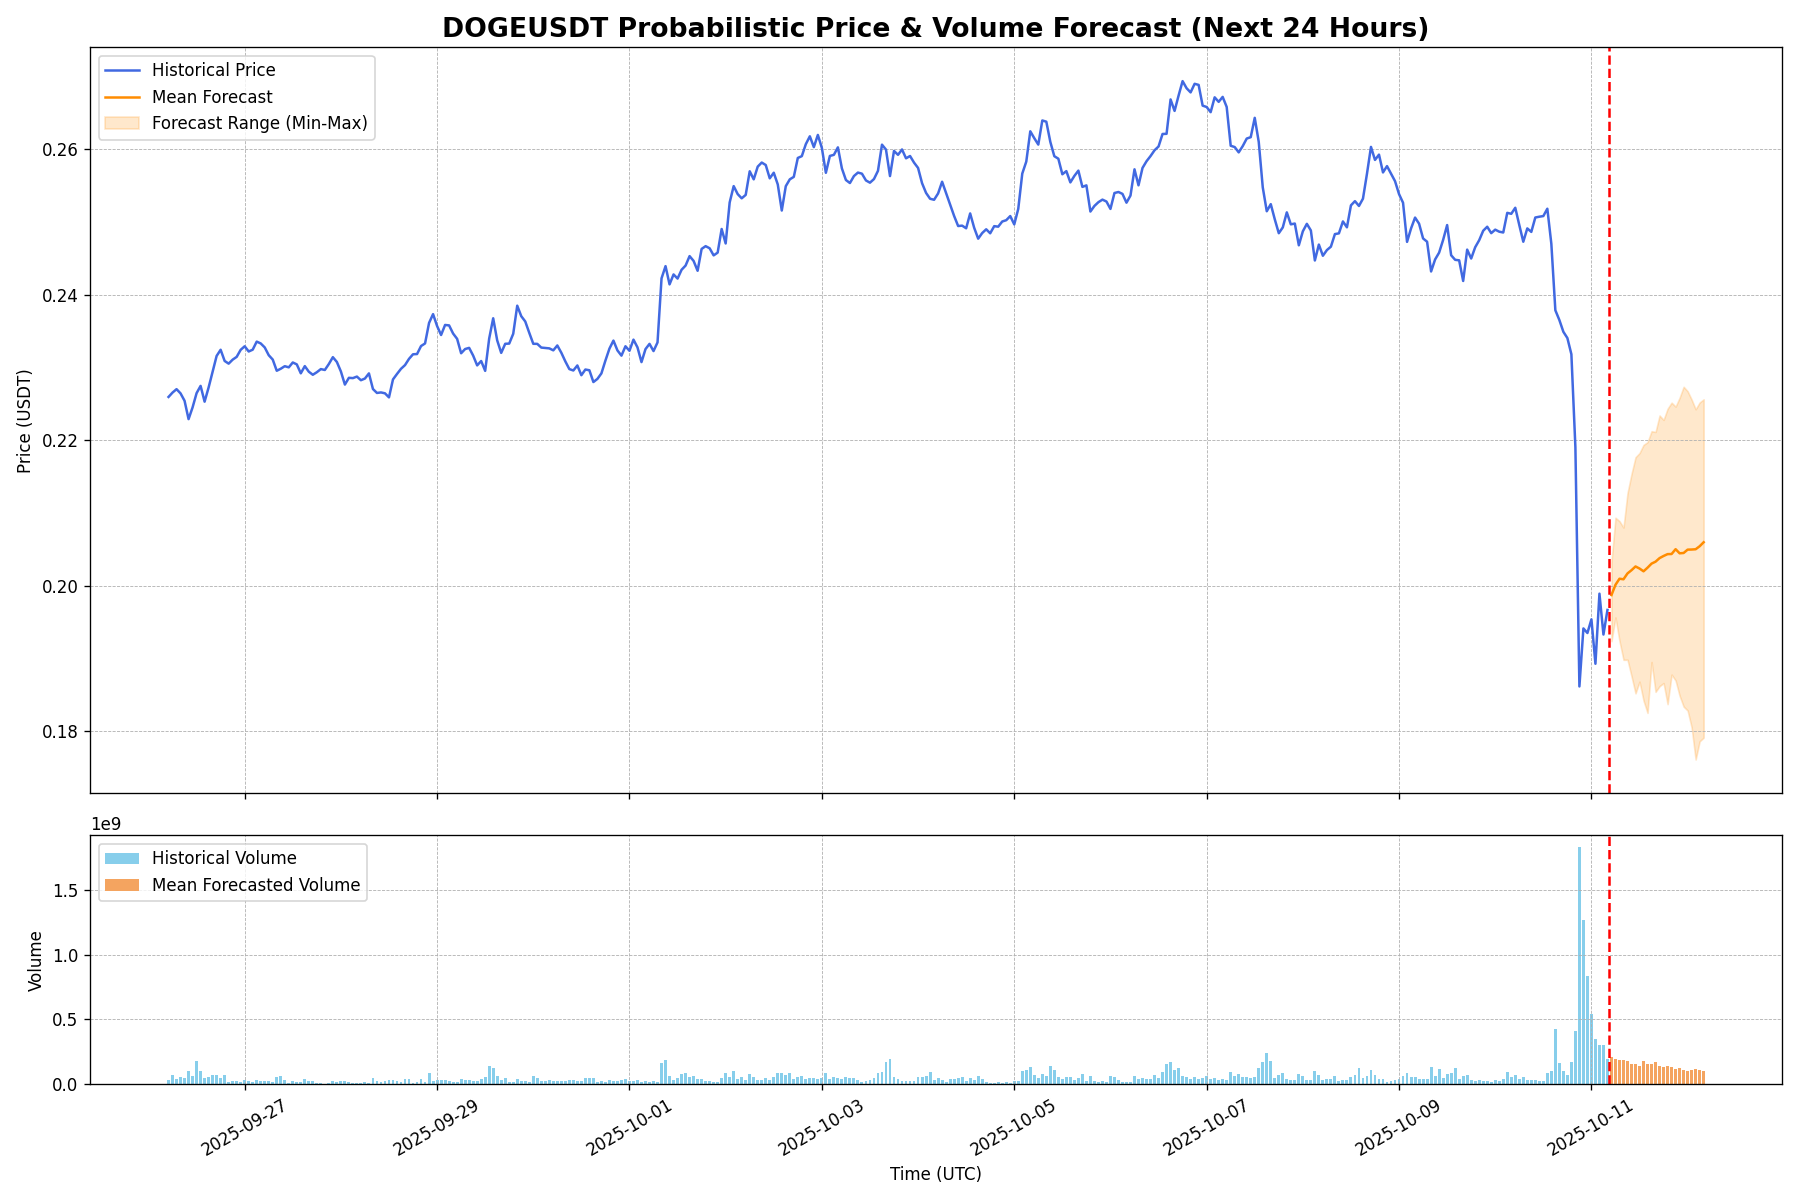 DOGEUSDT Probabilistic Price & Volume Forecast (Next 24 Hours)
Historical Price
Mean Forecast
Forecast Range (Min-Max)
0.26
0.24
0.22
0.20
0.18
Price (USDT)
1e9
Historical Volume
Mean Forecasted Volume
1.5
1.0
0.5
0.0
Volume
2025-09-27
2025-09-29
2025-10-01
2025-10-03
2025-10-05
2025-10-07
2025-10-09
2025-10-11
Time (UTC)